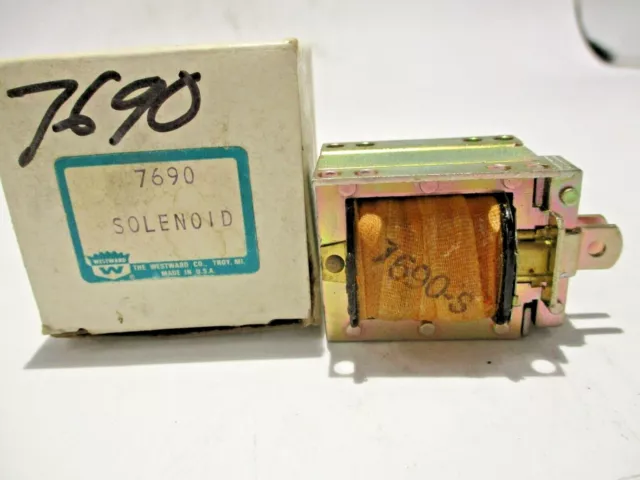 7690
7690
SOLENOID
WESTWARD
W
THE WESTWARD CO., TROY, MI.
MADE IN U.S.A.
7690-S